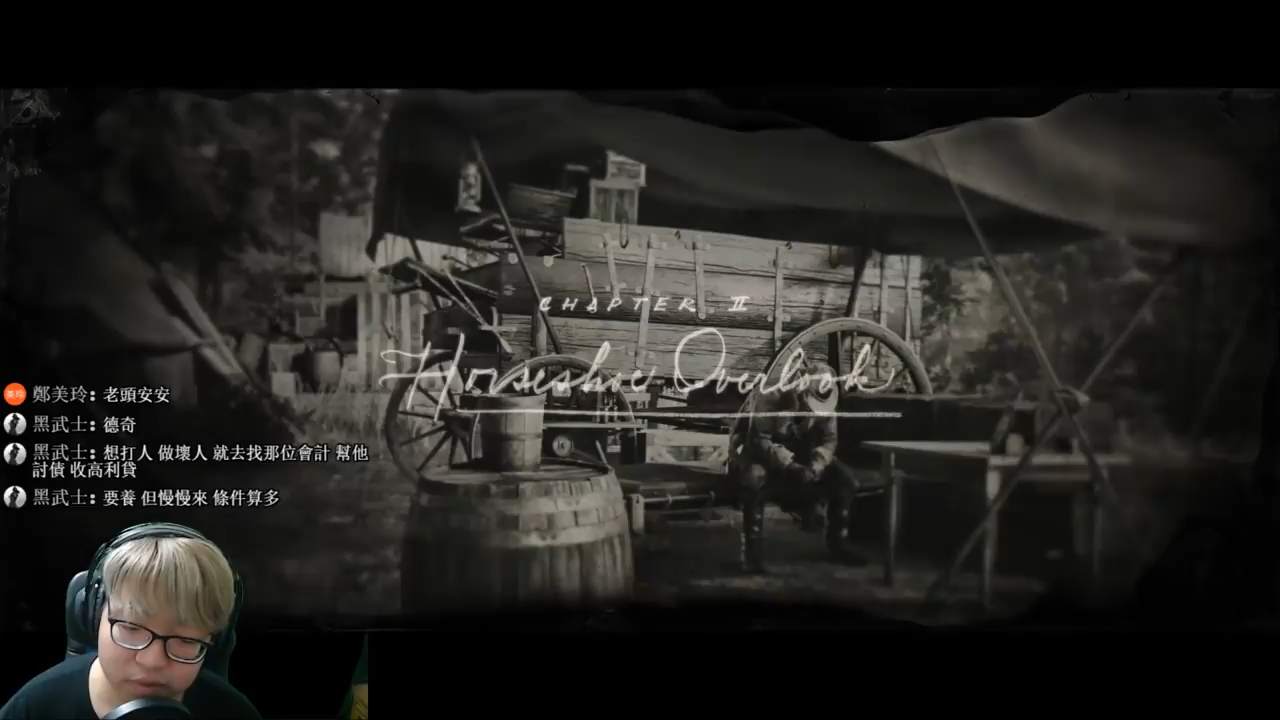 CHAPTER II
Horseshoe Overlook
鄭美玲: 老頭安安
黑武士: 德奇
黑武士: 想打人 做壞人 就去找那位會計 幫他
討債 收高利貸
黑武士: 要養 但慢慢來 條件算多